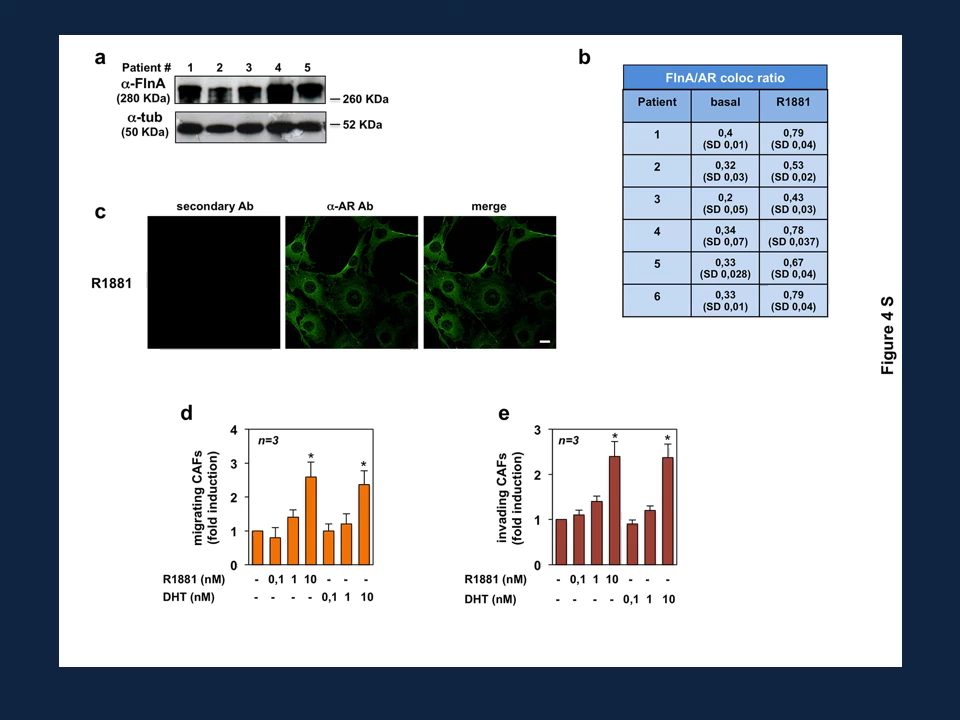 a
Patient # 1 2 3 4 5
α-FlnA
(280 KDa)
260 KDa
α-tub
(50 KDa)
52 KDa
b
FlnA/AR coloc ratio
Patient basal R1881
1 0,4 (SD 0,01) 0,79 (SD 0,04)
2 0,32 (SD 0,03) 0,53 (SD 0,02)
3 0,2 (SD 0,05) 0,43 (SD 0,03)
4 0,34 (SD 0,07) 0,78 (SD 0,037)
5 0,33 (SD 0,028) 0,67 (SD 0,04)
6 0,33 (SD 0,01) 0,79 (SD 0,04)
c
secondary Ab α-AR Ab merge
R1881
Figure 4 S
d
migrating CAFs
(fold induction)
4
3
2
1
0
n=3
* *
R1881 (nM) - 0,1 1 10 - - -
DHT (nM) - - - - 0,1 1 10
e
invading CAFs
(fold induction)
3
2
1
0
n=3
* *
R1881 (nM) - 0,1 1 10 - - -
DHT (nM) - - - - 0,1 1 10